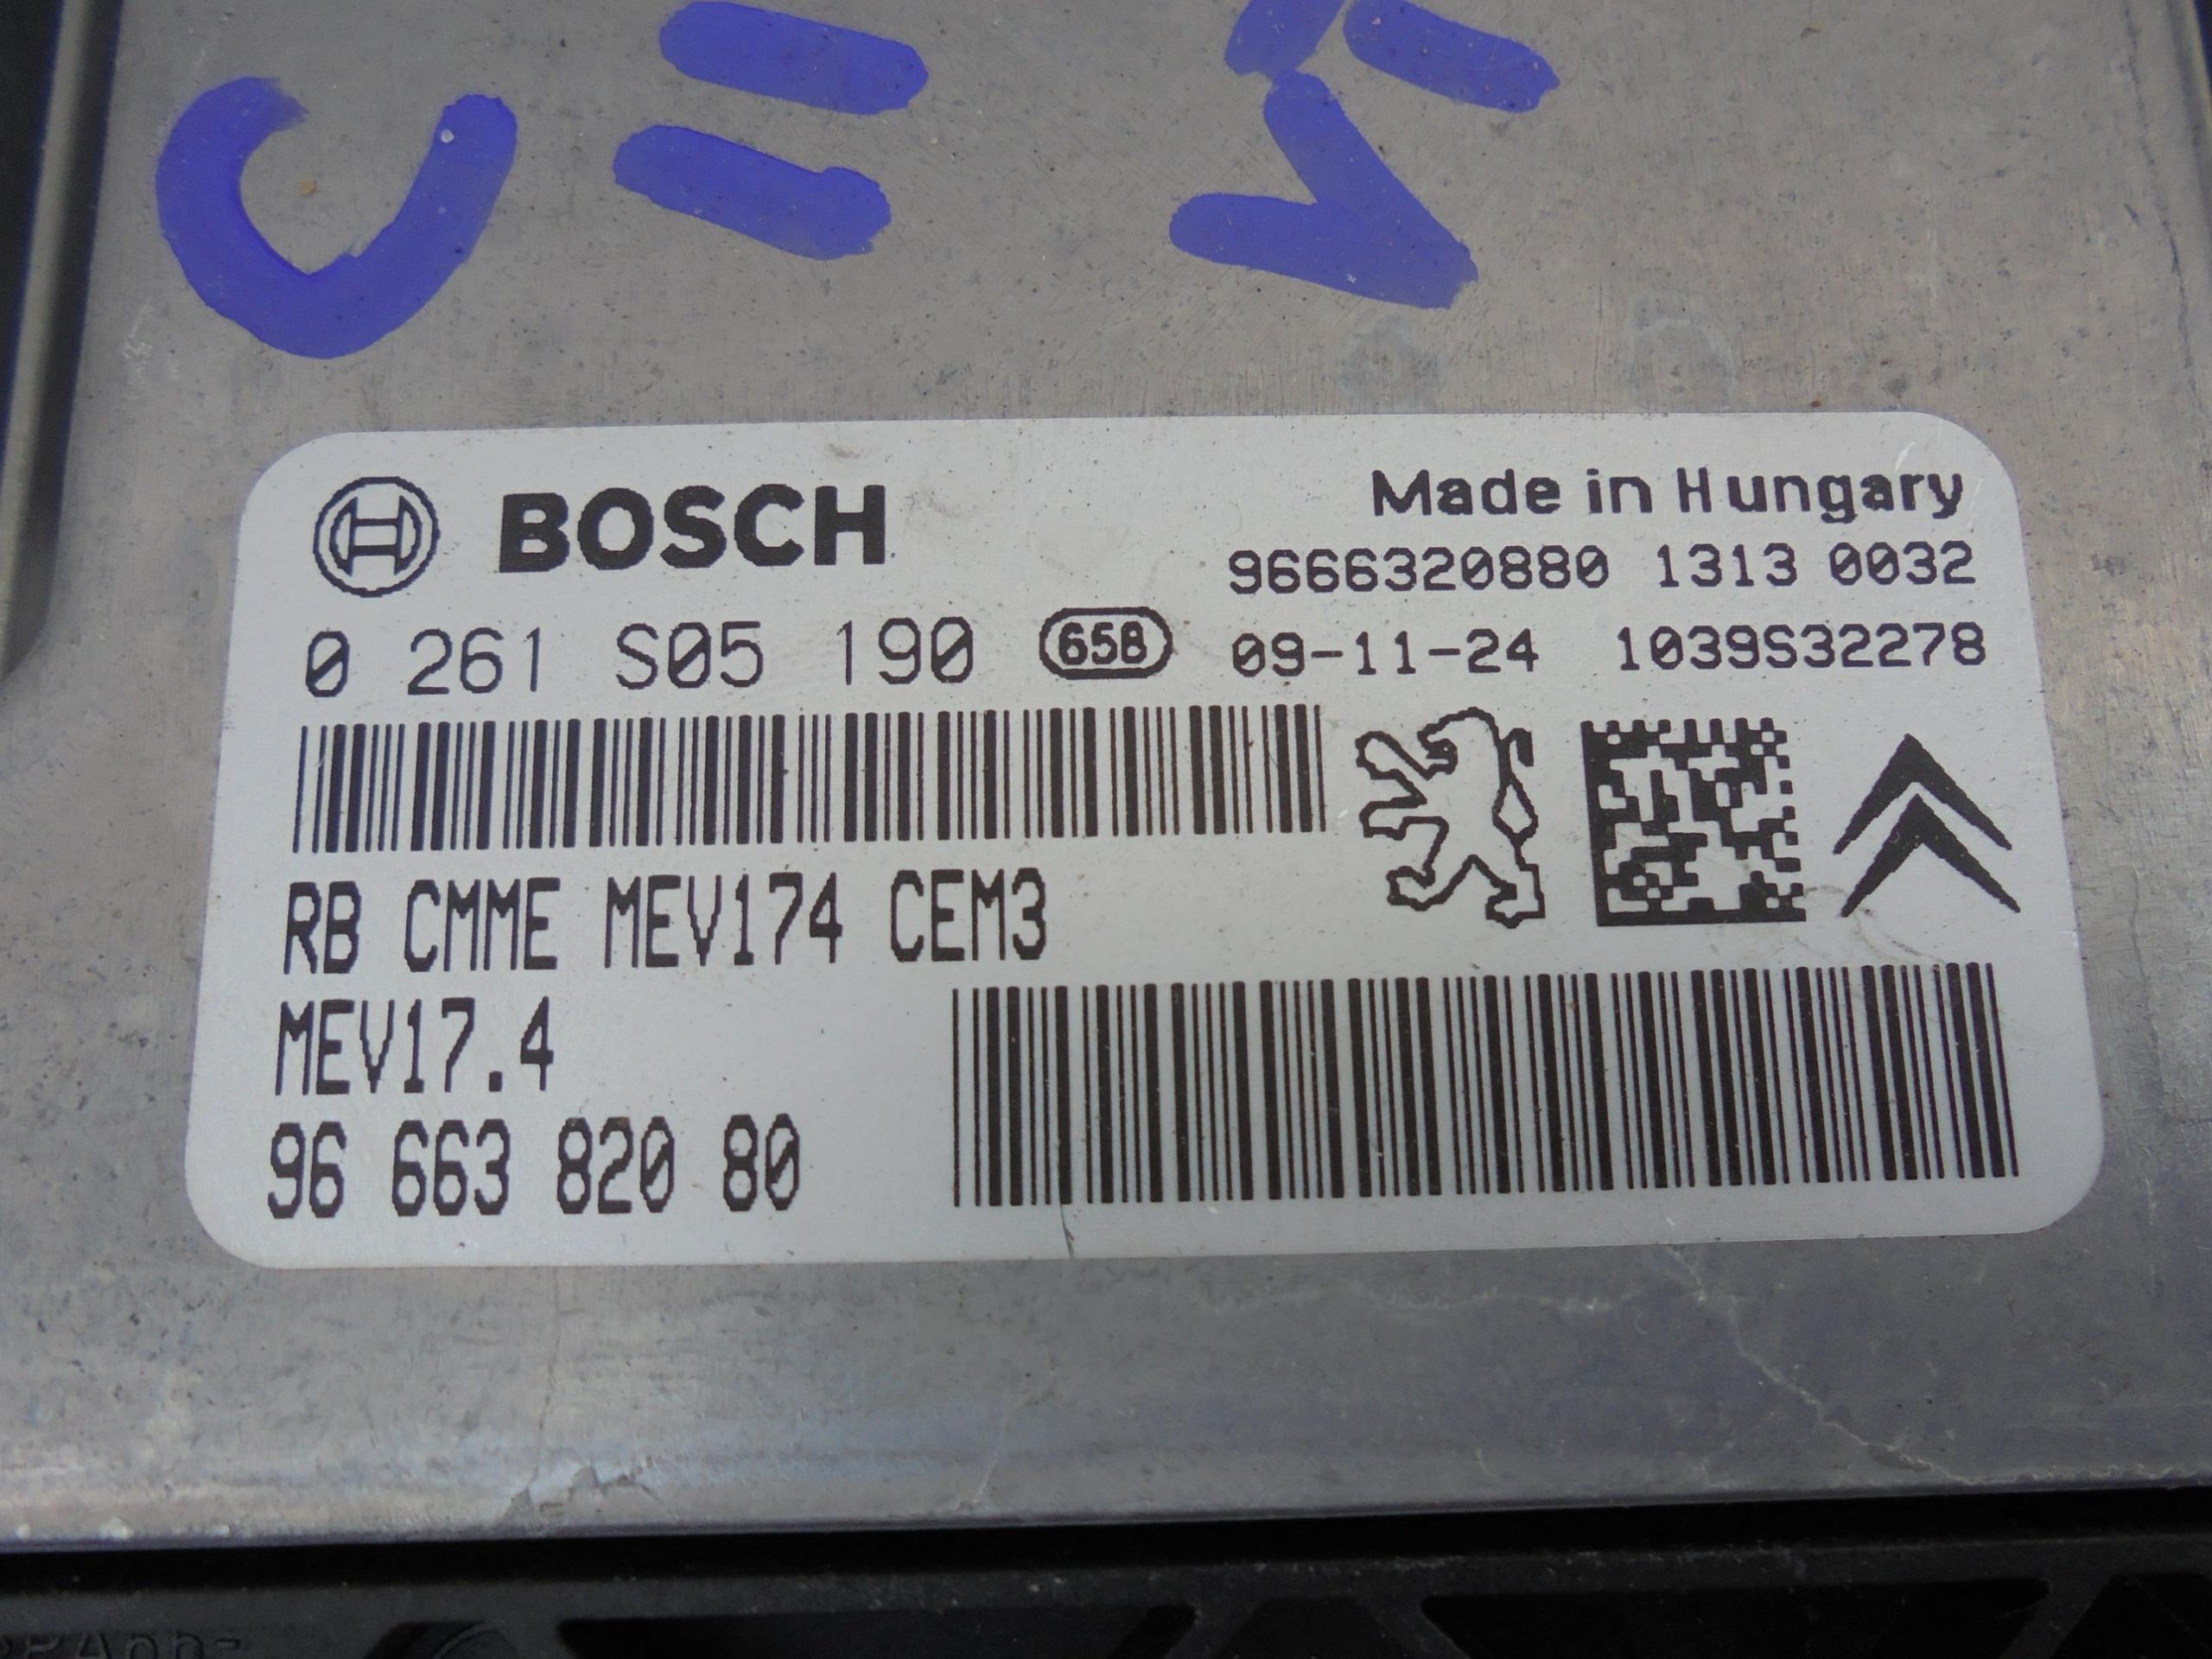 BOSCH
Made in Hungary
9666320880 1313 0032
0 261 S05 190 658 09-11-24 1039S32278
RB CMME MEV174 CEM3
MEV17.4
96 663 820 80